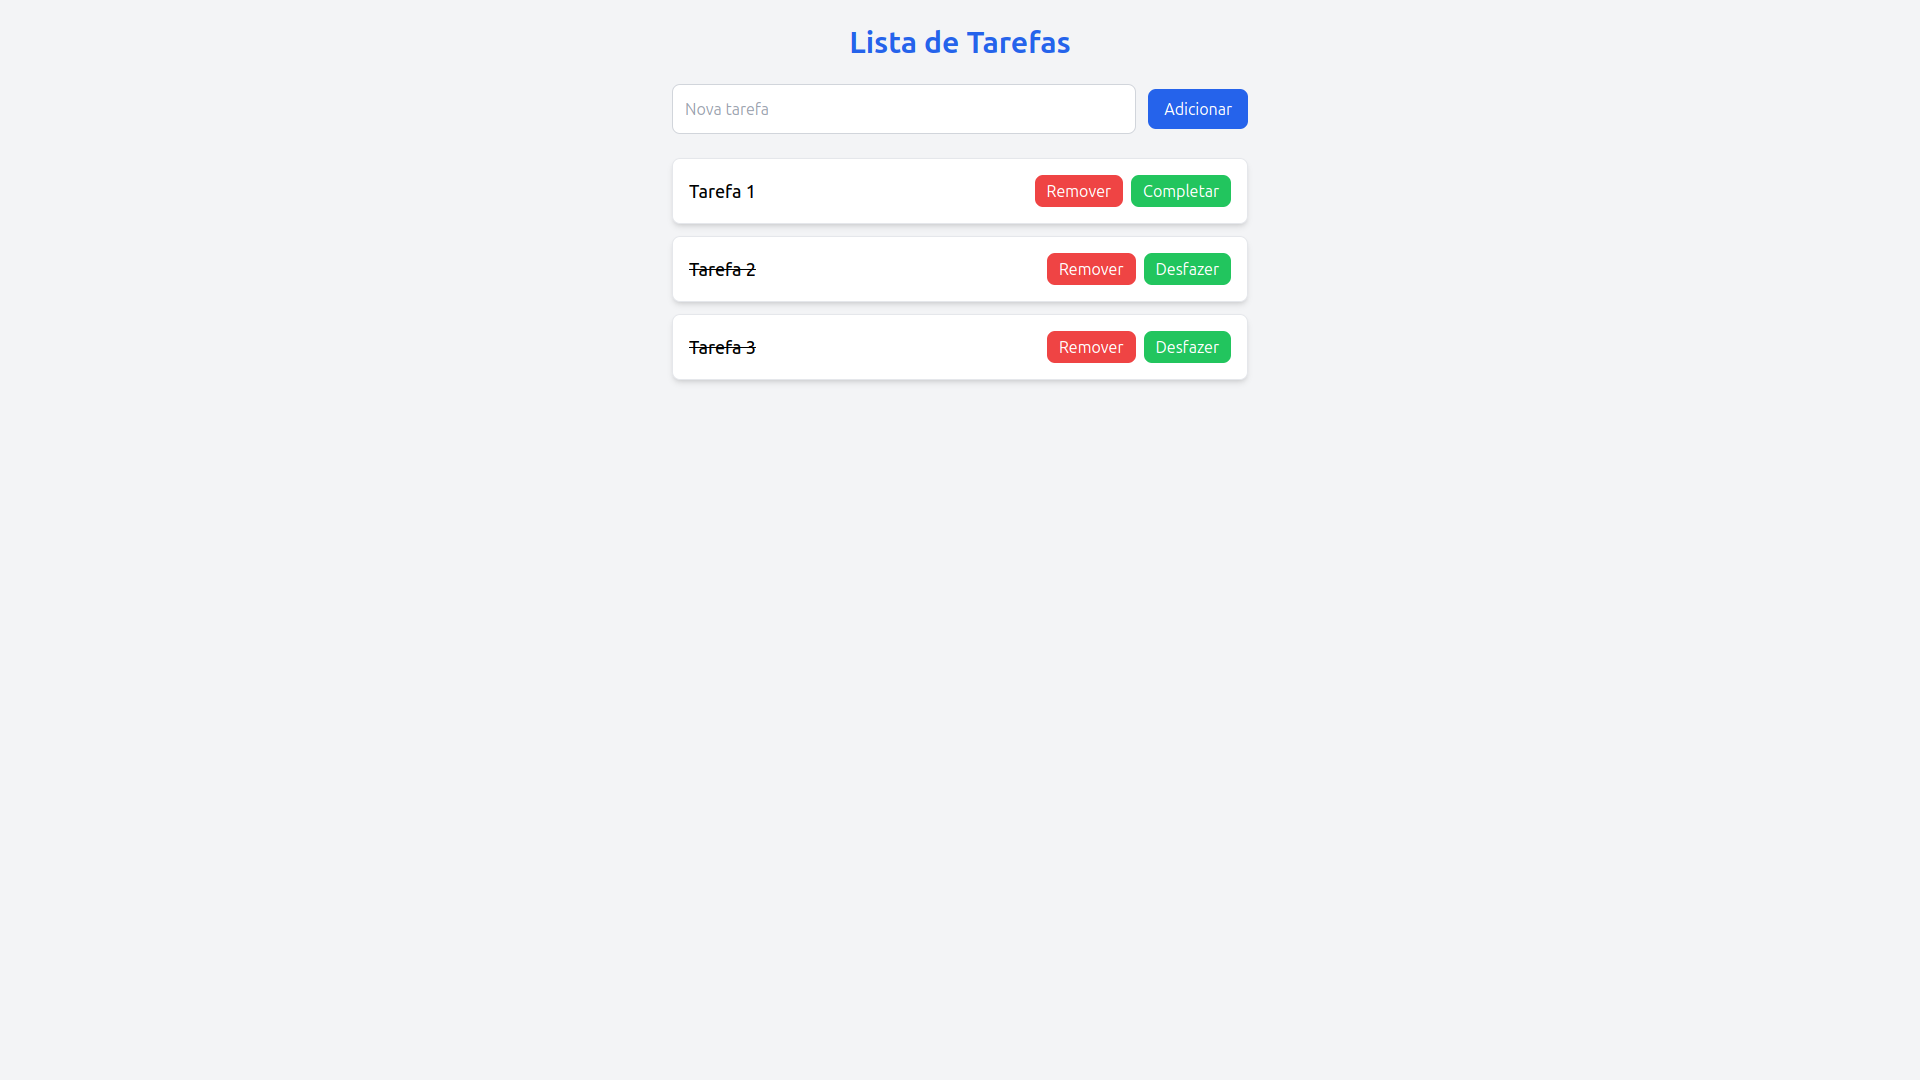 Lista de Tarefas
Nova tarefa Adicionar
Tarefa 1 Remover Completar
Tarefa 2 Remover Desfazer
Tarefa 3 Remover Desfazer